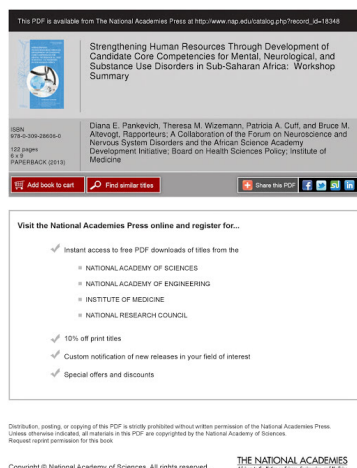 This PDF is available from The National Academies Press at http://www.nap.edu/catalog.php?record_id=18348
Strengthening Human Resources Through Development of
Candidate Core Competencies for Mental, Neurological, and
Substance Use Disorders in Sub-Saharan Africa: Workshop
Summary
ISBN
978-0-309-28606-0
122 pages
6 x 9
PAPERBACK (2013)
Diana E. Pankevich, Theresa M. Wizemann, Patricia A. Cuff, and Bruce M.
Altevogt, Rapporteurs; A Collaboration of the Forum on Neuroscience and
Nervous System Disorders and the African Science Academy
Development Initiative; Board on Health Sciences Policy; Institute of
Medicine
Add book to cart
Find similar titles
Share this PDF
Visit the National Academies Press online and register for...
Instant access to free PDF downloads of titles from the
NATIONAL ACADEMY OF SCIENCES
NATIONAL ACADEMY OF ENGINEERING
INSTITUTE OF MEDICINE
NATIONAL RESEARCH COUNCIL
10% off print titles
Custom notification of new releases in your field of interest
Special offers and discounts
Distribution, posting, or copying of this PDF is strictly prohibited without written permission of the National Academies Press.
Unless otherwise indicated, all materials in this PDF are copyrighted by the National Academy of Sciences.
Request reprint permission for this book
Copyright © National Academy of Sciences. All rights reserved.
THE NATIONAL ACADEMIES